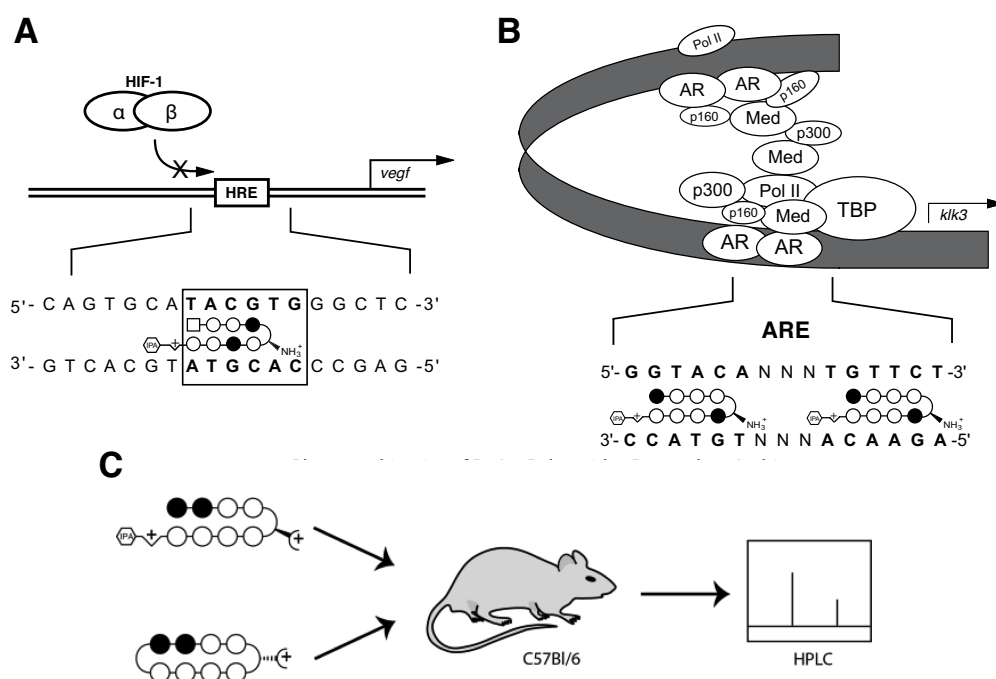 A
HIF-1
α β
X
HRE
vegf
5'- C A G T G C A T A C G T G G G C T C -3'
IPA + NH3+
3'- G T C A C G T A T G C A C C C G A G -5'
B
Pol II
AR AR p160
p160 Med
p300
Med
p300 Pol II
TBP
p160 Med
klk3
AR AR
ARE
5'- G G T A C A N N N T G T T C T -3'
IPA + NH3+ IPA + NH3+
3'- C C A T G T N N N A C A A G A -5'
C
IPA + +
+
C57Bl/6
HPLC